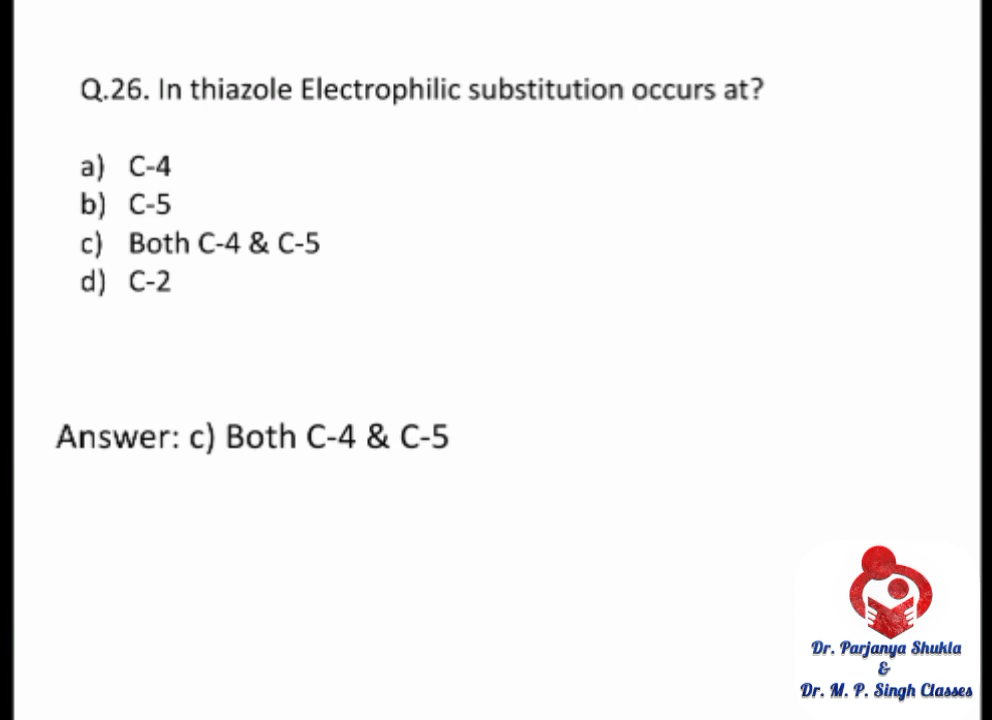 Q.26. In thiazole Electrophilic substitution occurs at?
a) C-4
b) C-5
c) Both C-4 & C-5
d) C-2
Answer: c) Both C-4 & C-5
Dr. Parjanya Shukla
&
Dr. M. P. Singh Classes